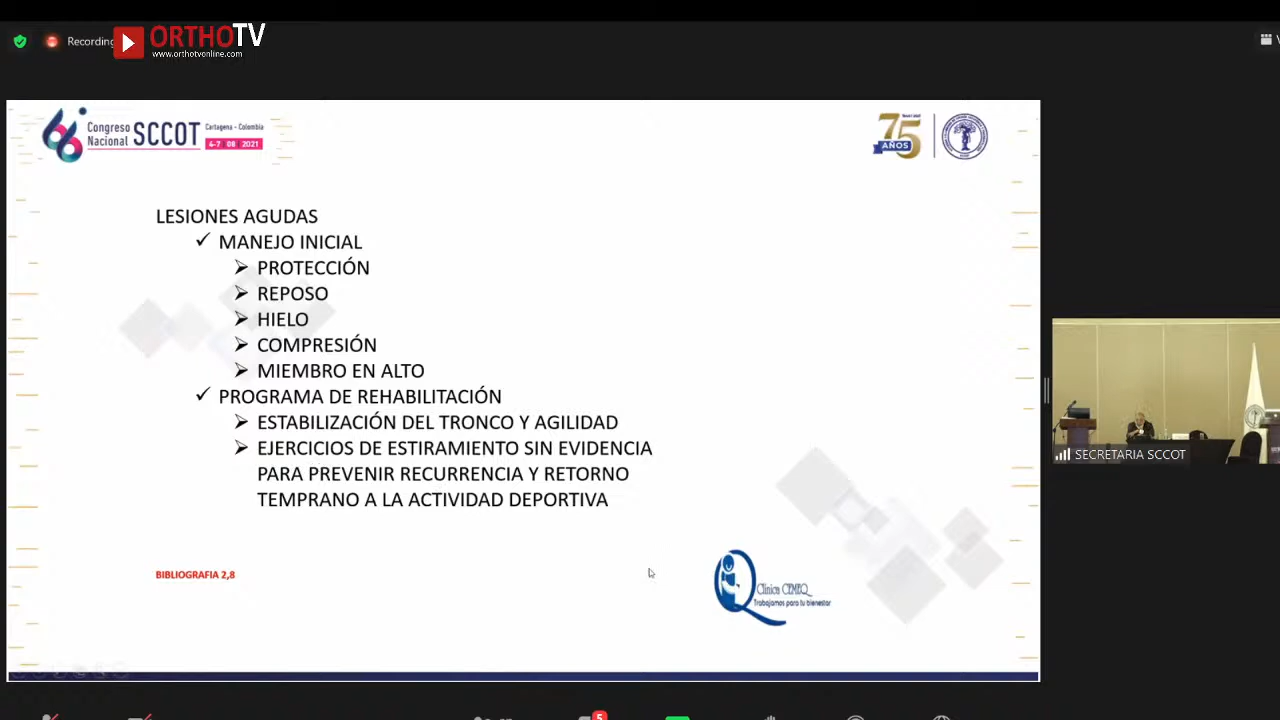 Recording
ORTHOTV
www.orthotvonline.com
Congreso
Nacional SCCOT
Cartagena - Colombia
4-7 08 2021
75
AÑOS
LESIONES AGUDAS
✓ MANEJO INICIAL
➢ PROTECCIÓN
➢ REPOSO
➢ HIELO
➢ COMPRESIÓN
➢ MIEMBRO EN ALTO
✓ PROGRAMA DE REHABILITACIÓN
➢ ESTABILIZACIÓN DEL TRONCO Y AGILIDAD
➢ EJERCICIOS DE ESTIRAMIENTO SIN EVIDENCIA
PARA PREVENIR RECURRENCIA Y RETORNO
TEMPRANO A LA ACTIVIDAD DEPORTIVA
BIBLIOGRAFIA 2,8
Clínica CEMEQ
Trabajamos para tu bienestar
SECRETARIA SCCOT
5